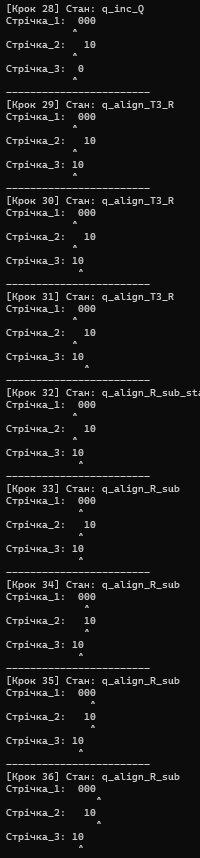 [Крок 28] Стан: q_inc_Q
Стрічка_1:  000
           ^
Стрічка_2:   10
           ^
Стрічка_3:  0
           ^
------------------------
[Крок 29] Стан: q_align_T3_R
Стрічка_1:  000
           ^
Стрічка_2:   10
           ^
Стрічка_3: 10
           ^
------------------------
[Крок 30] Стан: q_align_T3_R
Стрічка_1:  000
           ^
Стрічка_2:   10
           ^
Стрічка_3: 10
            ^
------------------------
[Крок 31] Стан: q_align_T3_R
Стрічка_1:  000
           ^
Стрічка_2:   10
           ^
Стрічка_3: 10
             ^
------------------------
[Крок 32] Стан: q_align_R_sub_sta
Стрічка_1:  000
           ^
Стрічка_2:   10
           ^
Стрічка_3: 10
            ^
------------------------
[Крок 33] Стан: q_align_R_sub
Стрічка_1:  000
            ^
Стрічка_2:   10
            ^
Стрічка_3: 10
            ^
------------------------
[Крок 34] Стан: q_align_R_sub
Стрічка_1:  000
             ^
Стрічка_2:   10
             ^
Стрічка_3: 10
            ^
------------------------
[Крок 35] Стан: q_align_R_sub
Стрічка_1:  000
              ^
Стрічка_2:   10
              ^
Стрічка_3: 10
            ^
------------------------
[Крок 36] Стан: q_align_R_sub
Стрічка_1:  000
               ^
Стрічка_2:   10
               ^
Стрічка_3: 10
            ^